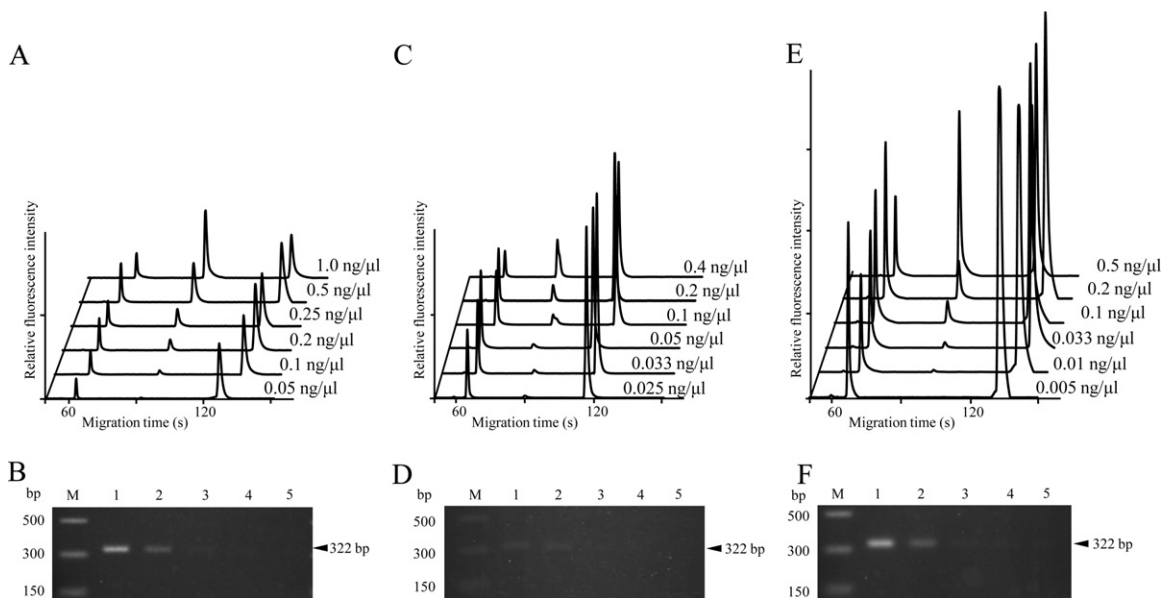 A
Relative fluorescence intensity
1.0 ng/µl
0.5 ng/µl
0.25 ng/µl
0.2 ng/µl
0.1 ng/µl
0.05 ng/µl
60 120
Migration time (s)
C
Relative fluorescence intensity
0.4 ng/µl
0.2 ng/µl
0.1 ng/µl
0.05 ng/µl
0.033 ng/µl
0.025 ng/µl
60 120
Migration time (s)
E
Relative fluorescence intensity
0.5 ng/µl
0.2 ng/µl
0.1 ng/µl
0.033 ng/µl
0.01 ng/µl
0.005 ng/µl
60 120
Migration time (s)
B
bp M 1 2 3 4 5
500
300
150
322 bp
D
bp M 1 2 3 4 5
500
300
150
322 bp
F
bp M 1 2 3 4 5
500
300
150
322 bp